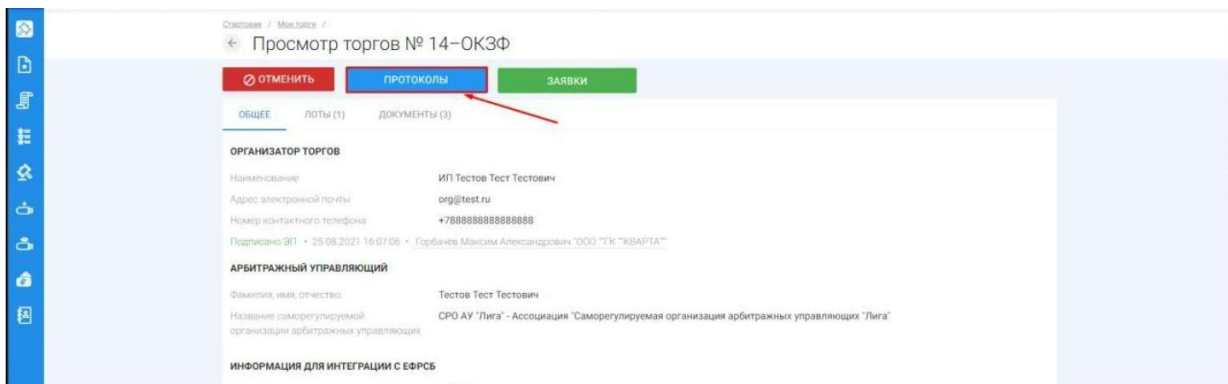 Стартовая / Мои торги /
Просмотр торгов № 14-ОКЗФ
ОТМЕНИТЬ ПРОТОКОЛЫ ЗАЯВКИ
ОБЩЕЕ ЛОТЫ (1) ДОКУМЕНТЫ (3)
ОРГАНИЗАТОР ТОРГОВ
Наименование ИП Тестов Тест Тестович
Адрес электронной почты org@test.ru
Номер контактного телефона +7888888888888888
Подписано ЭП • 25.08.2021 16:07:06 • Горбачев Максим Александрович "ООО ""ГК ""КВАРТА"""
АРБИТРАЖНЫЙ УПРАВЛЯЮЩИЙ
Фамилия, имя, отчество Тестов Тест Тестович
Название саморегулируемой СРО АУ "Лига" - Ассоциация "Саморегулируемая организация арбитражных управляющих "Лига"
организации арбитражных управляющих
ИНФОРМАЦИЯ ДЛЯ ИНТЕГРАЦИИ С ЕФРСБ